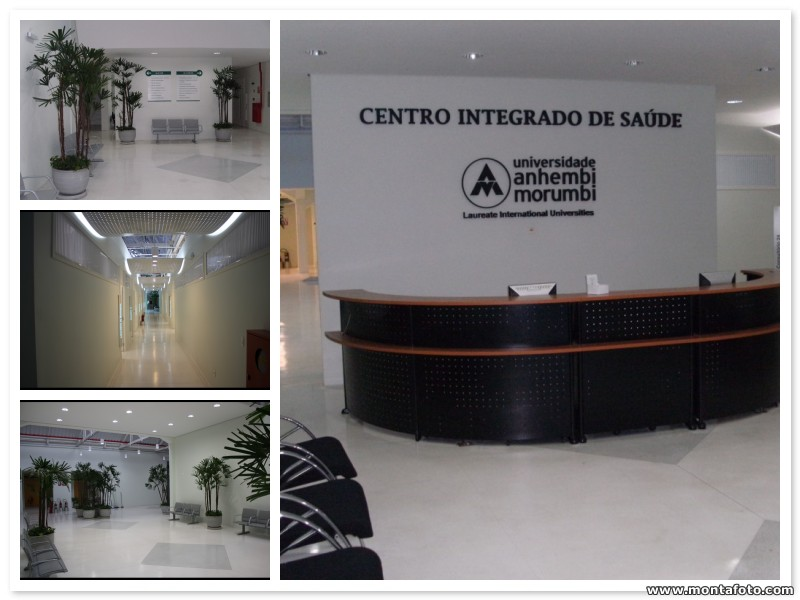 CENTRO INTEGRADO DE SAÚDE
universidade
anhembi
morumbi
Laureate International Universities
www.montafoto.com